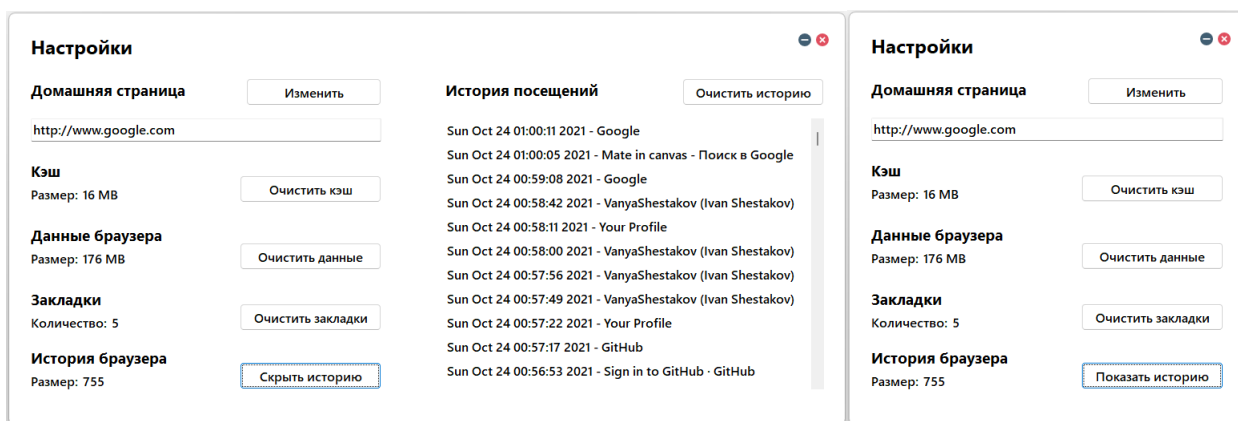 Настройки
Домашняя страница
Изменить
http://www.google.com
Кэш
Размер: 16 MB
Очистить кэш
Данные браузера
Размер: 176 MB
Очистить данные
Закладки
Количество: 5
Очистить закладки
История браузера
Размер: 755
Скрыть историю
История посещений
Очистить историю
Sun Oct 24 01:00:11 2021 - Google
Sun Oct 24 01:00:05 2021 - Mate in canvas - Поиск в Google
Sun Oct 24 00:59:08 2021 - Google
Sun Oct 24 00:58:42 2021 - VanyaShestakov (Ivan Shestakov)
Sun Oct 24 00:58:11 2021 - Your Profile
Sun Oct 24 00:58:00 2021 - VanyaShestakov (Ivan Shestakov)
Sun Oct 24 00:57:56 2021 - VanyaShestakov (Ivan Shestakov)
Sun Oct 24 00:57:49 2021 - VanyaShestakov (Ivan Shestakov)
Sun Oct 24 00:57:22 2021 - Your Profile
Sun Oct 24 00:57:17 2021 - GitHub
Sun Oct 24 00:56:53 2021 - Sign in to GitHub · GitHub
Настройки
Домашняя страница
Изменить
http://www.google.com
Кэш
Размер: 16 MB
Очистить кэш
Данные браузера
Размер: 176 MB
Очистить данные
Закладки
Количество: 5
Очистить закладки
История браузера
Размер: 755
Показать историю